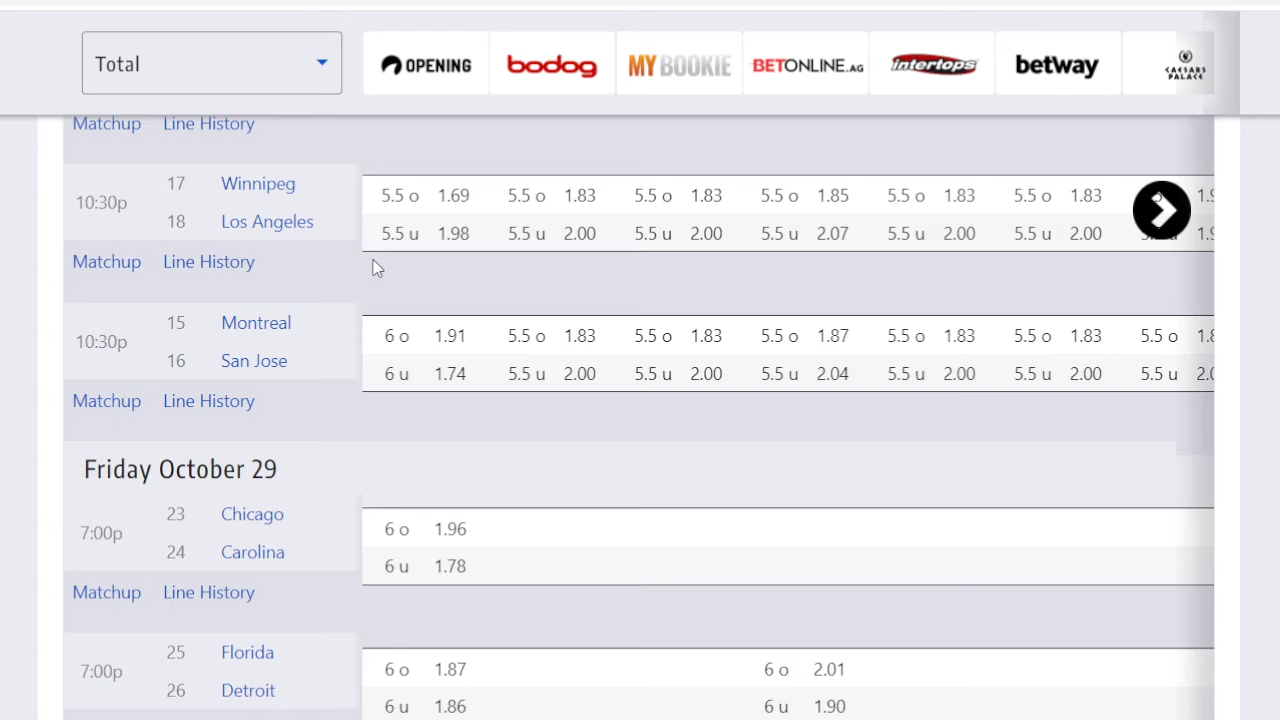 Total OPENING bodog MYBOOKIE BETONLINE.AG intertops betway CAESARS PALACE
Matchup Line History
10:30p 17 Winnipeg 5.5 o 1.69 5.5 o 1.83 5.5 o 1.83 5.5 o 1.85 5.5 o 1.83 5.5 o 1.83
18 Los Angeles 5.5 u 1.98 5.5 u 2.00 5.5 u 2.00 5.5 u 2.07 5.5 u 2.00 5.5 u 2.00
Matchup Line History
10:30p 15 Montreal 6 o 1.91 5.5 o 1.83 5.5 o 1.83 5.5 o 1.87 5.5 o 1.83 5.5 o 1.83 5.5 o
16 San Jose 6 u 1.74 5.5 u 2.00 5.5 u 2.00 5.5 u 2.04 5.5 u 2.00 5.5 u 2.00 5.5 u
Matchup Line History
Friday October 29
7:00p 23 Chicago 6 o 1.96
24 Carolina 6 u 1.78
Matchup Line History
7:00p 25 Florida 6 o 1.87 6 o 2.01
26 Detroit 6 u 1.86 6 u 1.90